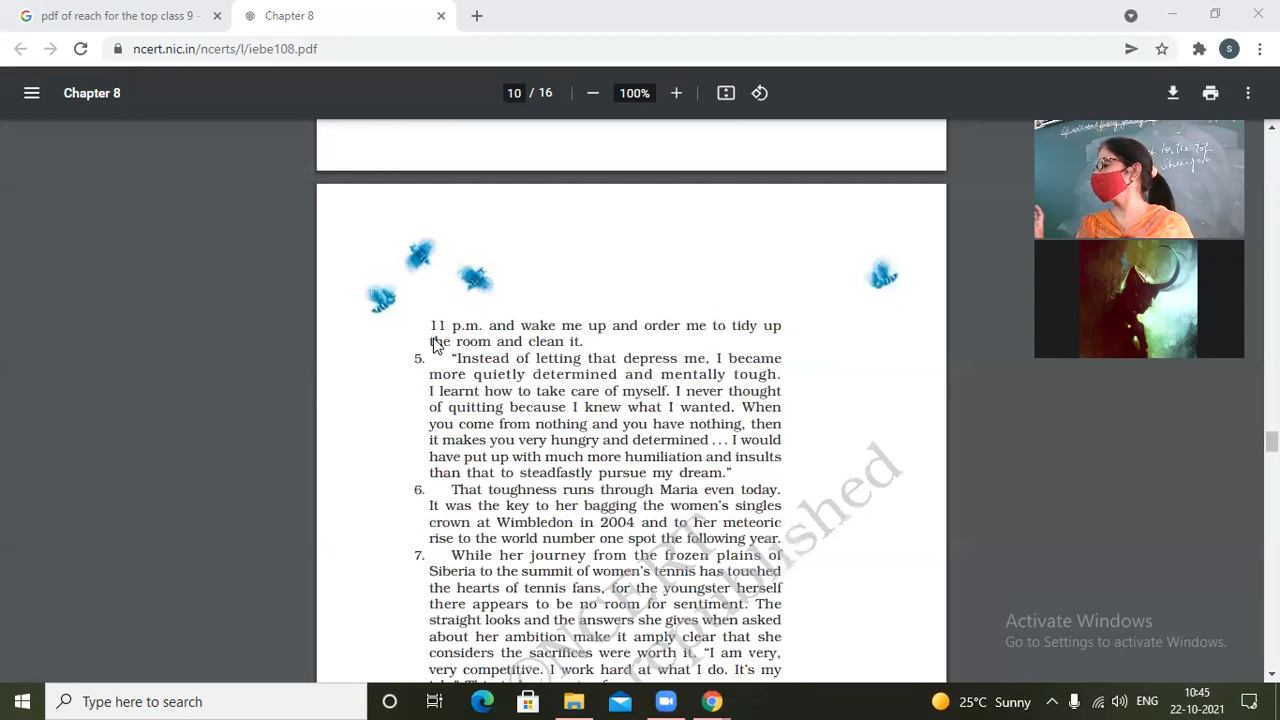 pdf of reach for the top class 9 -
Chapter 8
ncert.nic.in/ncerts/l/iebe108.pdf
S
Chapter 8
10 / 16
100%
for the top
11 p.m. and wake me up and order me to tidy up
the room and clean it.
5. “Instead of letting that depress me, I became
more quietly determined and mentally tough.
I learnt how to take care of myself. I never thought
of quitting because I knew what I wanted. When
you come from nothing and you have nothing, then
it makes you very hungry and determined ... I would
have put up with much more humiliation and insults
than that to steadfastly pursue my dream.”
6. That toughness runs through Maria even today.
It was the key to her bagging the women’s singles
crown at Wimbledon in 2004 and to her meteoric
rise to the world number one spot the following year.
7. While her journey from the frozen plains of
Siberia to the summit of women’s tennis has touched
the hearts of tennis fans, for the youngster herself
there appears to be no room for sentiment. The
straight looks and the answers she gives when asked
about her ambition make it amply clear that she
considers the sacrifices were worth it. “I am very,
very competitive. I work hard at what I do. It’s my
©NCERT
republished
Activate Windows
Go to Settings to activate Windows.
Type here to search
25°C Sunny
ENG
10:45
22-10-2021